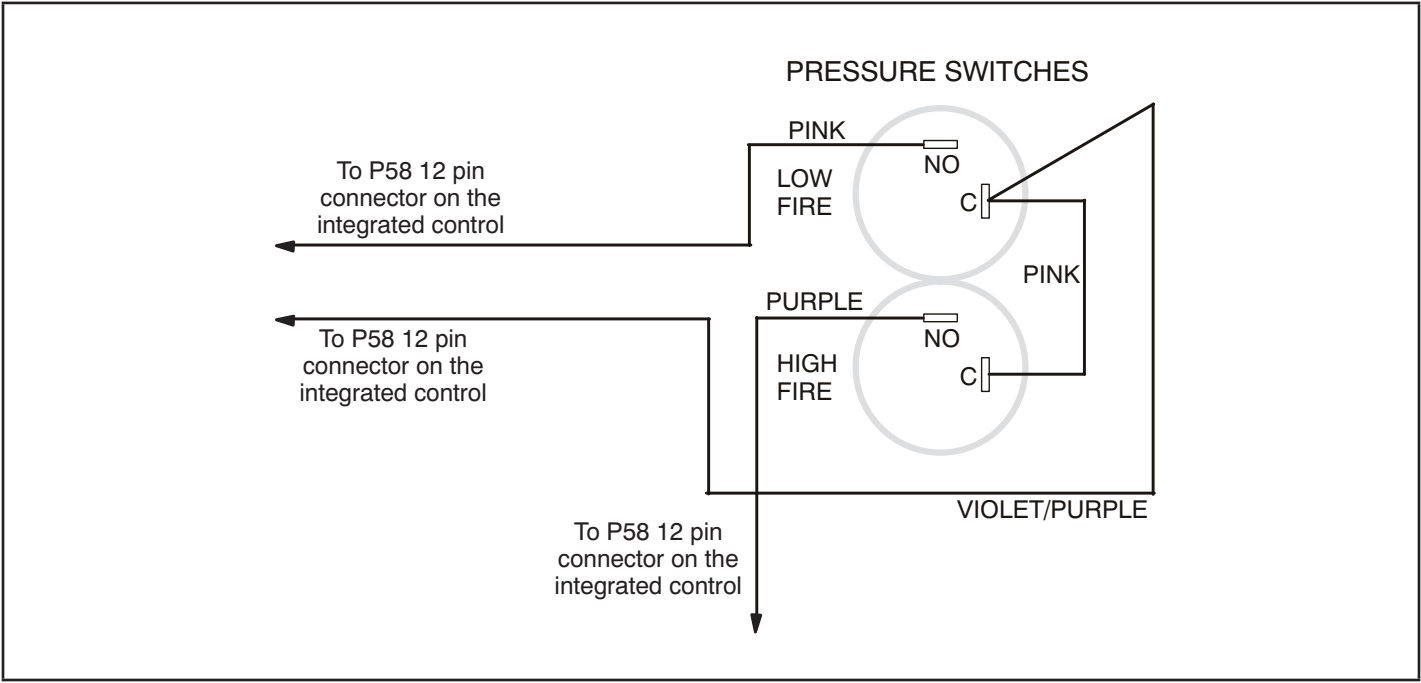 PRESSURE SWITCHES
PINK
NO
To P58 12 pin
connector on the
integrated control
LOW
FIRE
C
PINK
PURPLE
NO
To P58 12 pin
connector on the
integrated control
HIGH
FIRE
C
VIOLET/PURPLE
To P58 12 pin
connector on the
integrated control